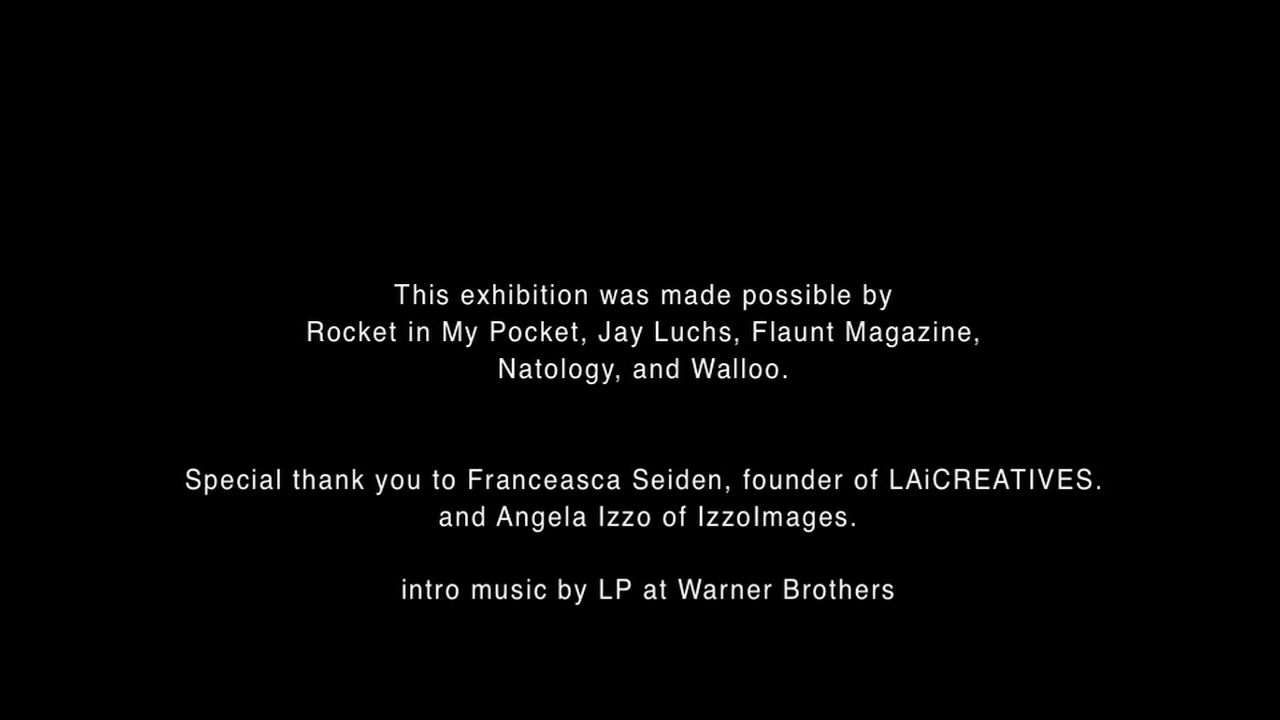 This exhibition was made possible by
Rocket in My Pocket, Jay Luchs, Flaunt Magazine,
Natology, and Walloo.
Special thank you to Franceasca Seiden, founder of LAiCREATIVES.
and Angela Izzo of IzzoImages.
intro music by LP at Warner Brothers